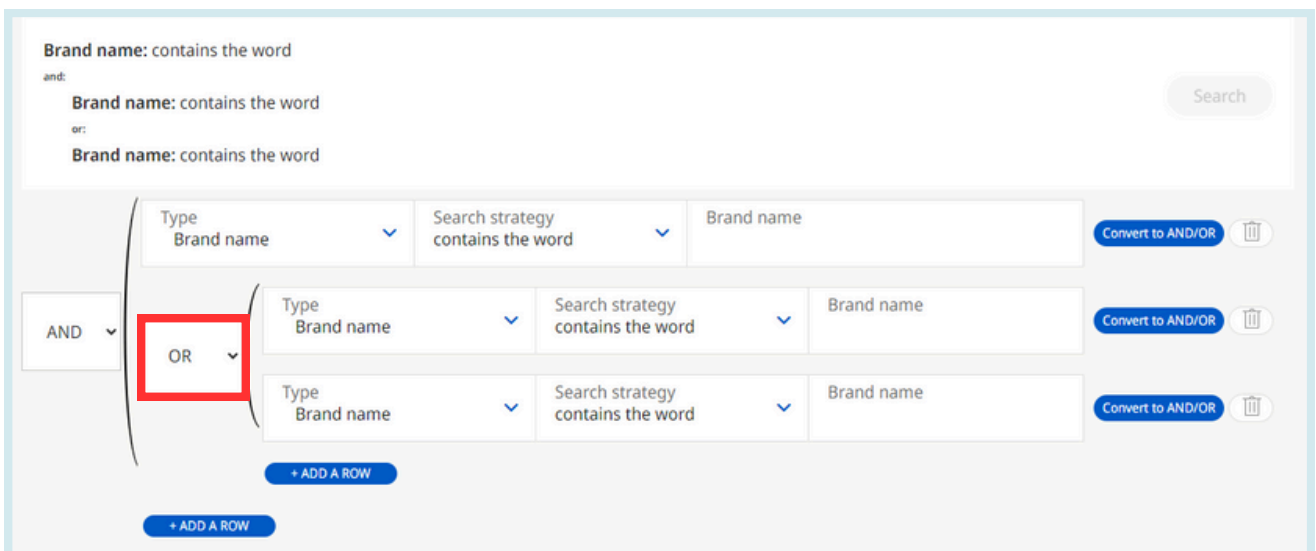 Brand name: contains the word
and:
Brand name: contains the word
or:
Brand name: contains the word
Search
Type
Brand name
Search strategy
contains the word
Brand name
Convert to AND/OR
AND
OR
Type
Brand name
Search strategy
contains the word
Brand name
Convert to AND/OR
Type
Brand name
Search strategy
contains the word
Brand name
Convert to AND/OR
+ ADD A ROW
+ ADD A ROW